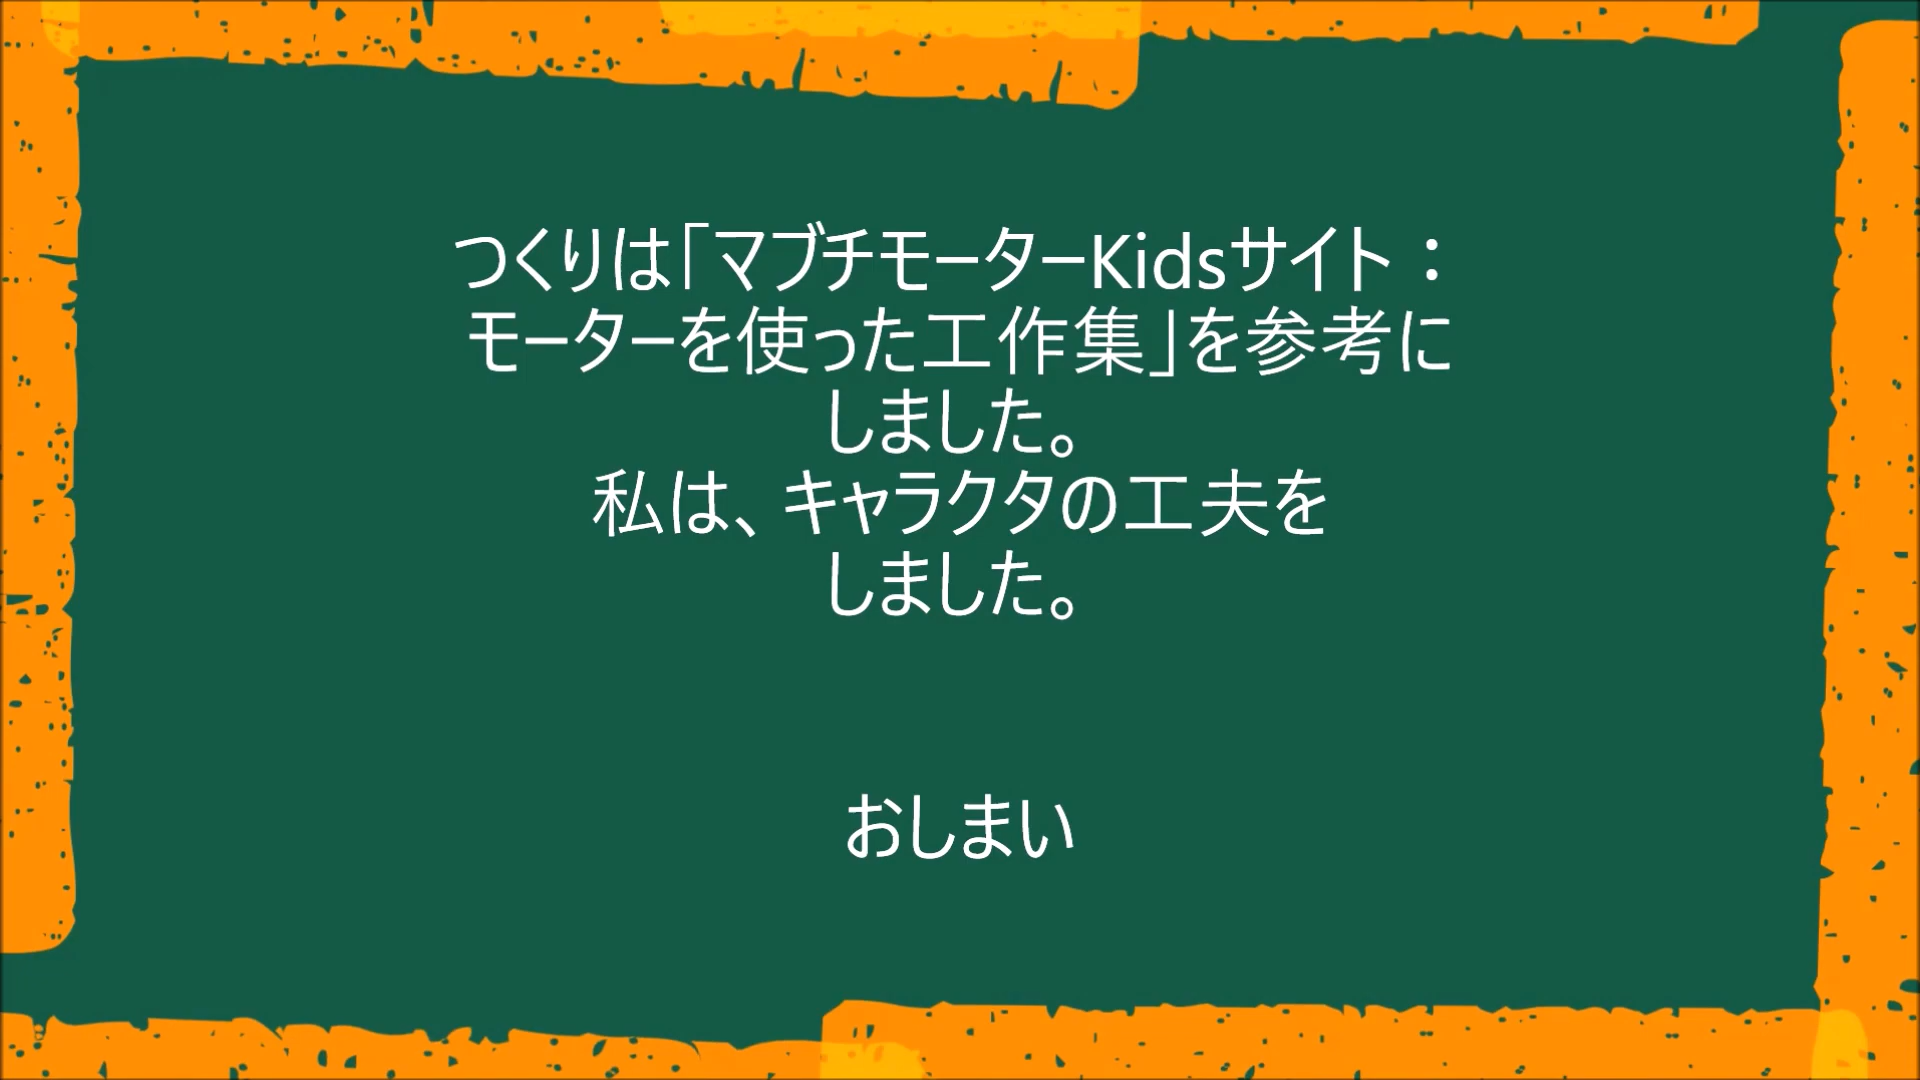 つくりは「マブチモーターKidsサイト：
モーターを使った工作集」を参考に
しました。
私は、キャラクタの工夫を
しました。
おしまい